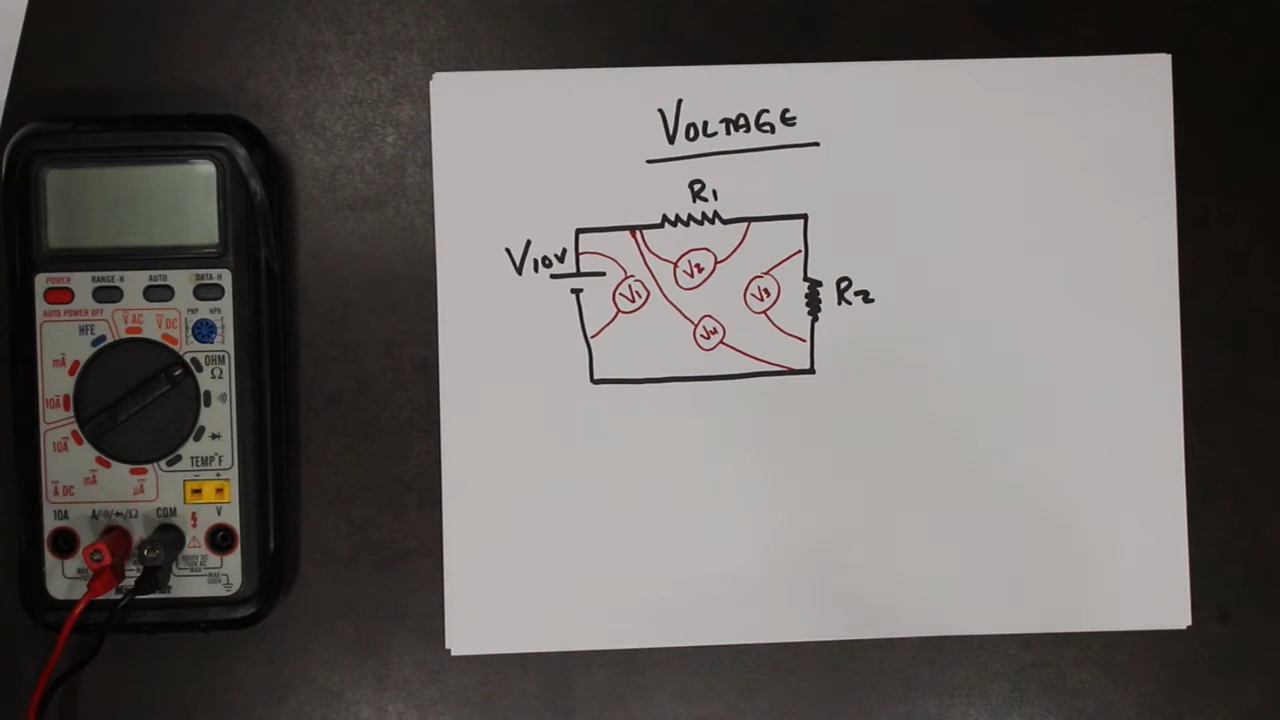 VOLTAGE
R1
V10V
V1
V2
V3
R2
V4
POWER
RANGE-H
AUTO
DATA-H
AUTO POWER OFF
PNP
NPN
HFE
V AC
V DC
mA
OHM
Ω
10A
10A
mA
μA
A DC
TEMP°F
- +
10A
A/Ω
COM
V